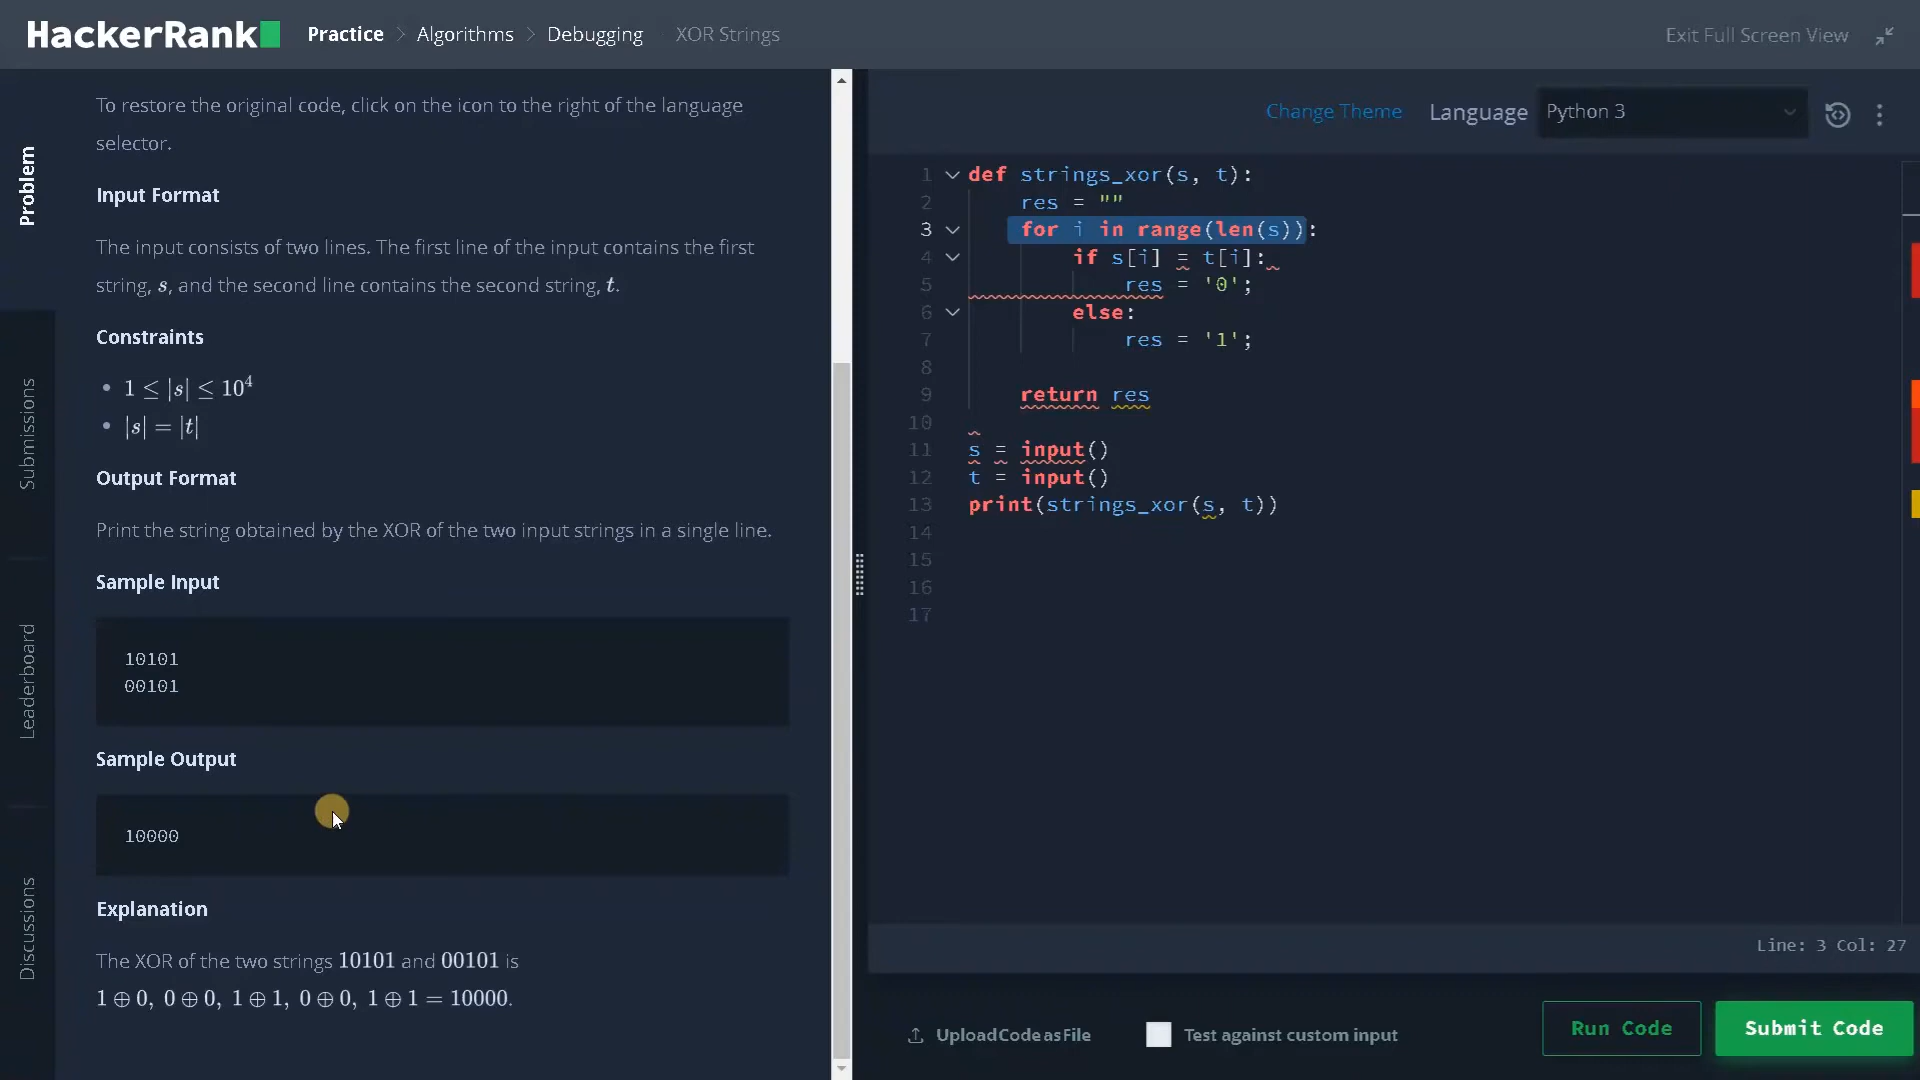 HackerRank
Practice > Algorithms > Debugging XOR Strings
Exit Full Screen View
Problem
Submissions
Leaderboard
Discussions
To restore the original code, click on the icon to the right of the language
selector.
Input Format
The input consists of two lines. The first line of the input contains the first
string, s, and the second line contains the second string, t.
Constraints
• 1 ≤ |s| ≤ 10⁴
• |s| = |t|
Output Format
Print the string obtained by the XOR of the two input strings in a single line.
Sample Input
10101
00101
Sample Output
10000
Explanation
The XOR of the two strings 10101 and 00101 is
1 ⊕ 0, 0 ⊕ 0, 1 ⊕ 1, 0 ⊕ 0, 1 ⊕ 1 = 10000.
Change Theme Language Python 3
1 def strings_xor(s, t):
2 res = ""
3 for i in range(len(s)):
4 if s[i] = t[i]:
5 res = '0';
6 else:
7 res = '1';
8
9 return res
10
11 s = input()
12 t = input()
13 print(strings_xor(s, t))
14
15
16
17
Line: 3 Col: 27
Upload Code as File
Test against custom input
Run Code
Submit Code